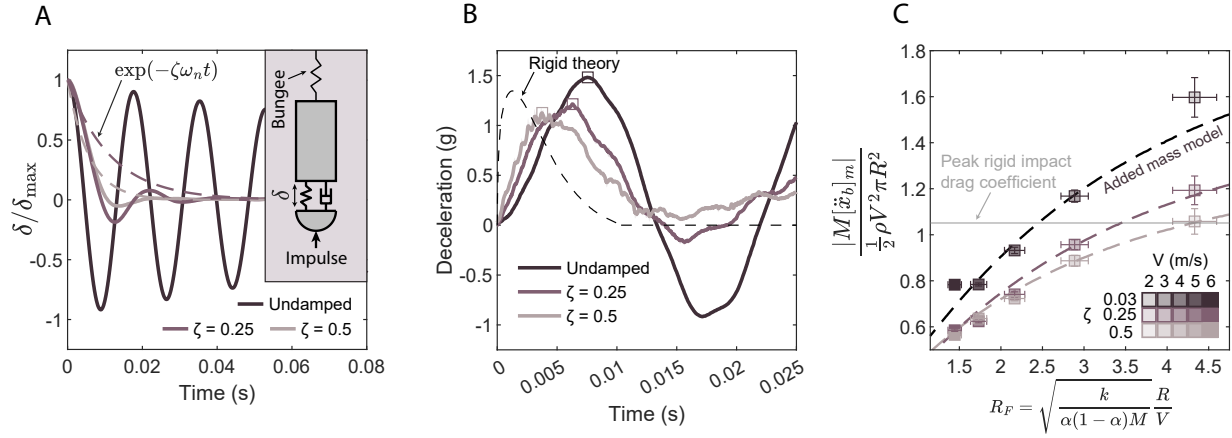 A
1
0.5
0
-0.5
-1
δ/δmax
exp(−ζωnt)
Bungee
δ
Impulse
Undamped
ζ = 0.25
ζ = 0.5
0
0.02
0.04
0.06
0.08
Time (s)
B
1.5
1
0.5
0
-0.5
-1
Deceleration (g)
Rigid theory
Undamped
ζ = 0.25
ζ = 0.5
0
0.005
0.01
0.015
0.02
0.025
Time (s)
C
1.8
1.6
1.4
1.2
1.0
0.8
0.6
|M[ẍb]m|
½ρV²πR²
Peak rigid impact
drag coefficient
Added mass model
V (m/s)
2 3 4 5 6
0.03
ζ 0.25
0.5
1.5 2 2.5 3 3.5 4 4.5
RF = √(k/(α(1 − α)M)) R/V